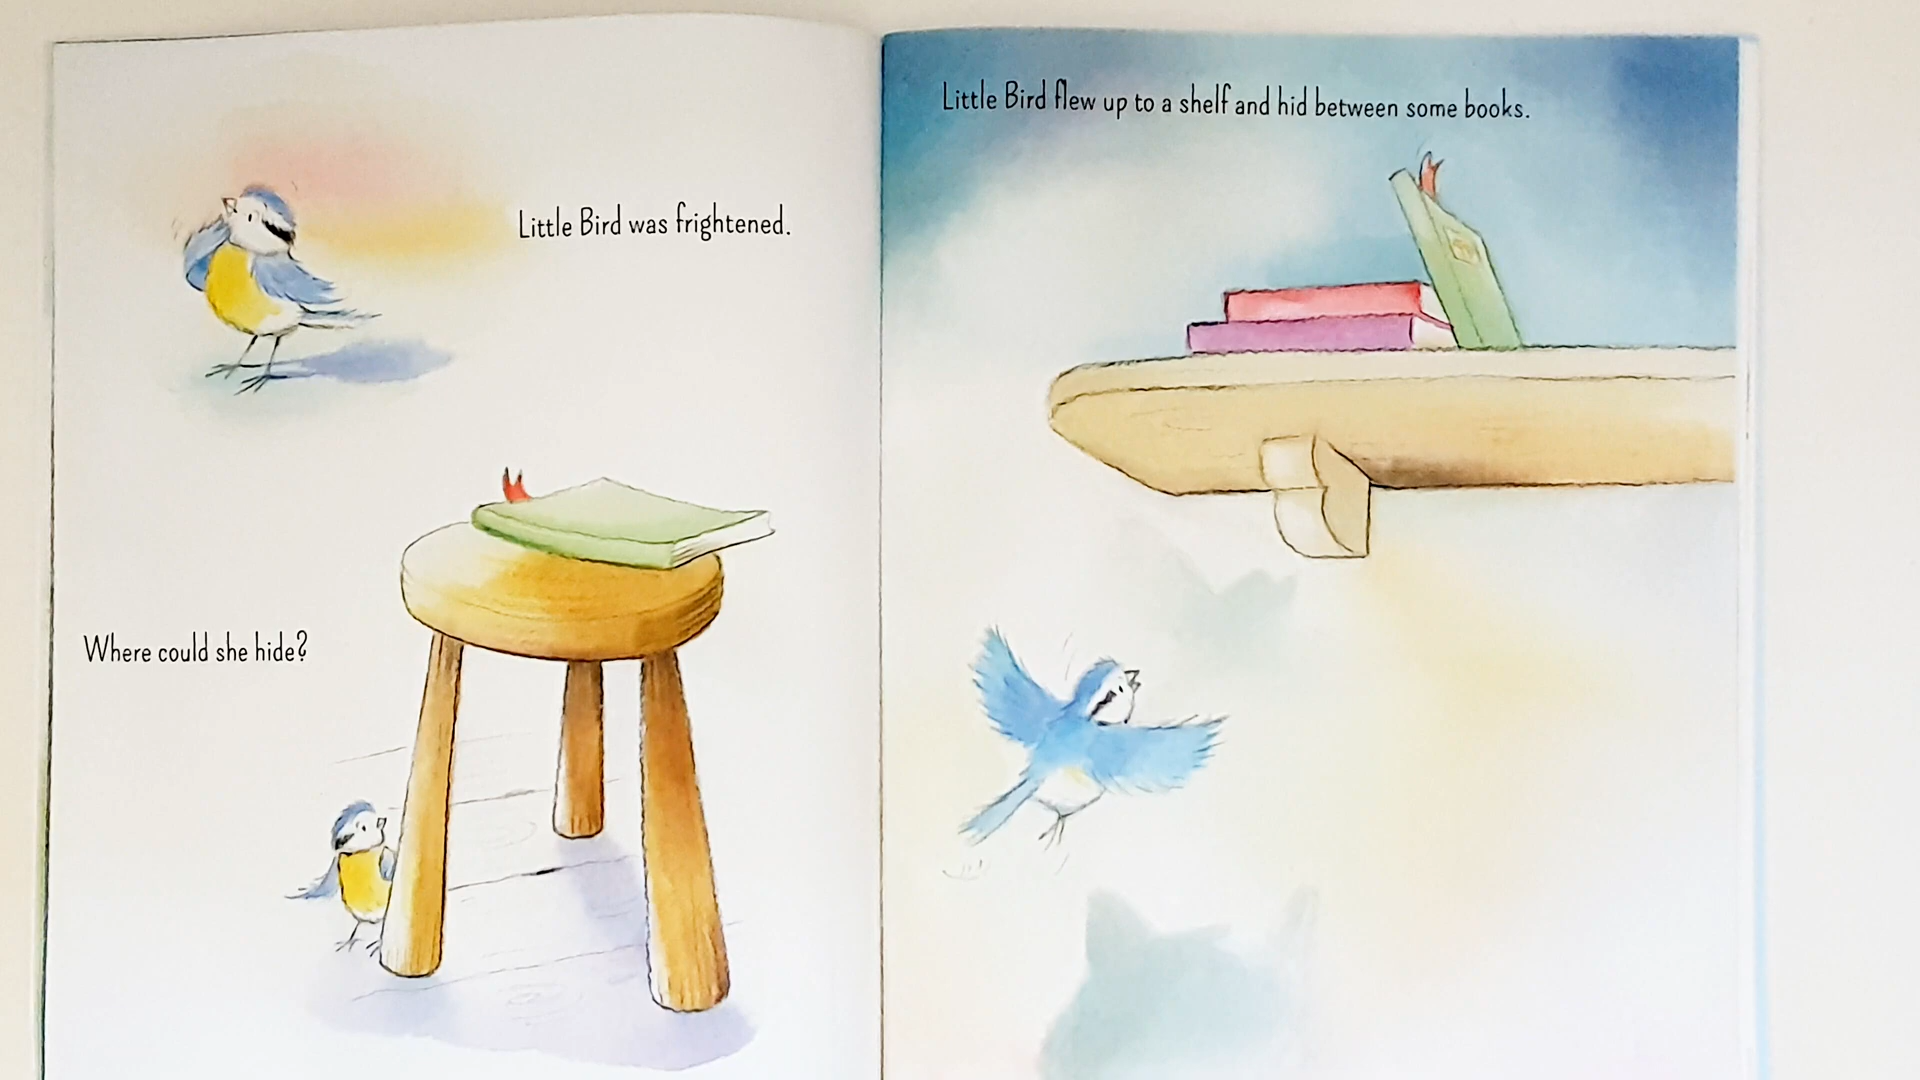 Little Bird was frightened.
Where could she hide?
Little Bird flew up to a shelf and hid between some books.